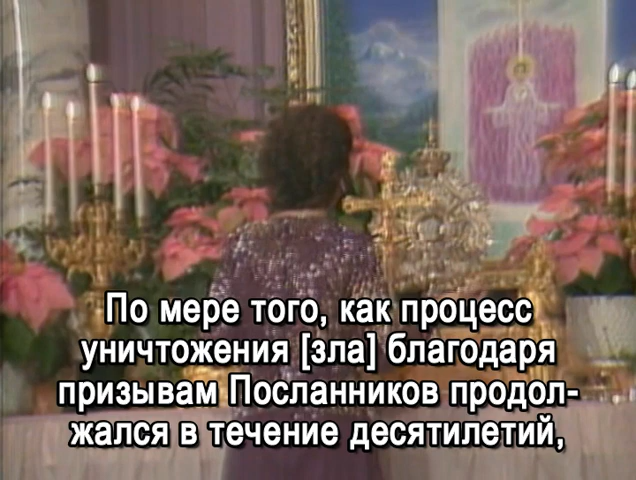 По мере того, как процесс
уничтожения [зла] благодаря
призывам Посланников продол-
жался в течение десятилетий,